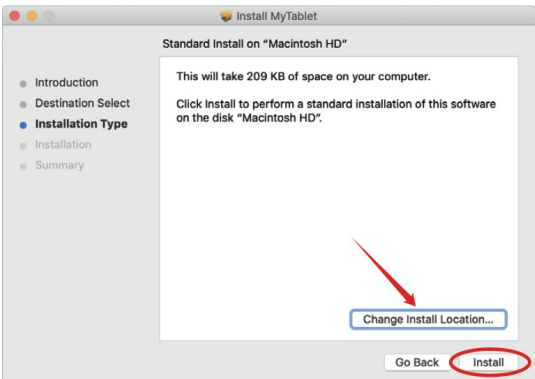 Install MyTablet
Standard Install on “Macintosh HD”
Introduction
Destination Select
Installation Type
Installation
Summary
This will take 209 KB of space on your computer.
Click Install to perform a standard installation of this software
on the disk “Macintosh HD”.
Change Install Location...
Go Back
Install